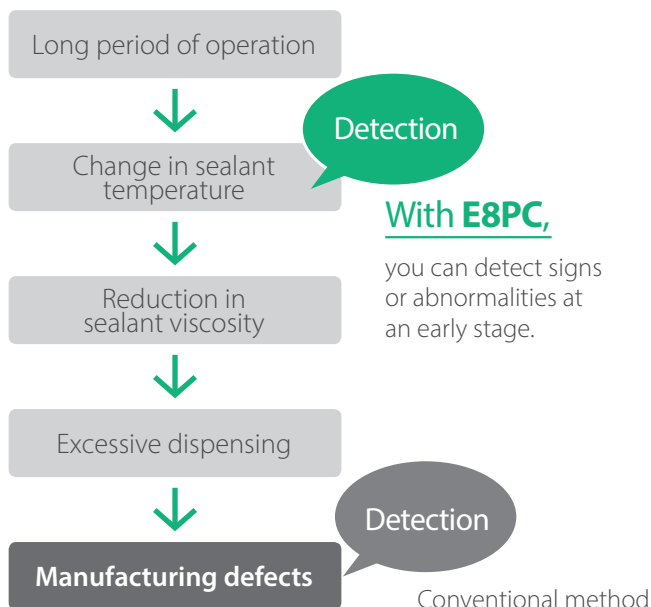 Long period of operation
Detection
Change in sealant
temperature
With E8PC,
you can detect signs
or abnormalities at
an early stage.
Reduction in
sealant viscosity
Excessive dispensing
Detection
Manufacturing defects
Conventional method